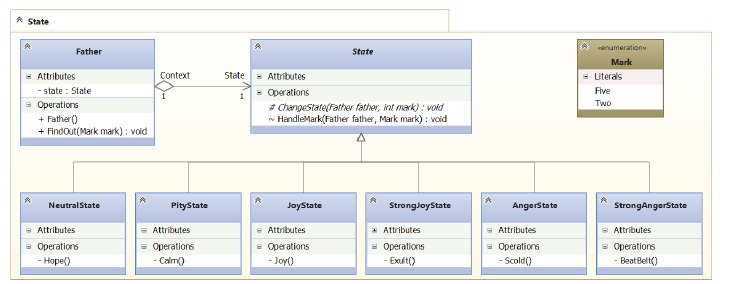 State
Father
Attributes
- state : State
Operations
+ Father()
+ FindOut(Mark mark) : void
Context
1
State
1
State
Attributes
Operations
# ChangeState(Father father, int mark) : void
~ HandleMark(Father father, Mark mark) : void
«enumeration»
Mark
Literals
Five
Two
NeutralState
Attributes
Operations
- Hope()
PityState
Attributes
Operations
- Calm()
JoyState
Attributes
Operations
- Joy()
StrongJoyState
Attributes
Operations
- Exult()
AngerState
Attributes
Operations
- Scold()
StrongAngerState
Attributes
Operations
- BeatBelt()